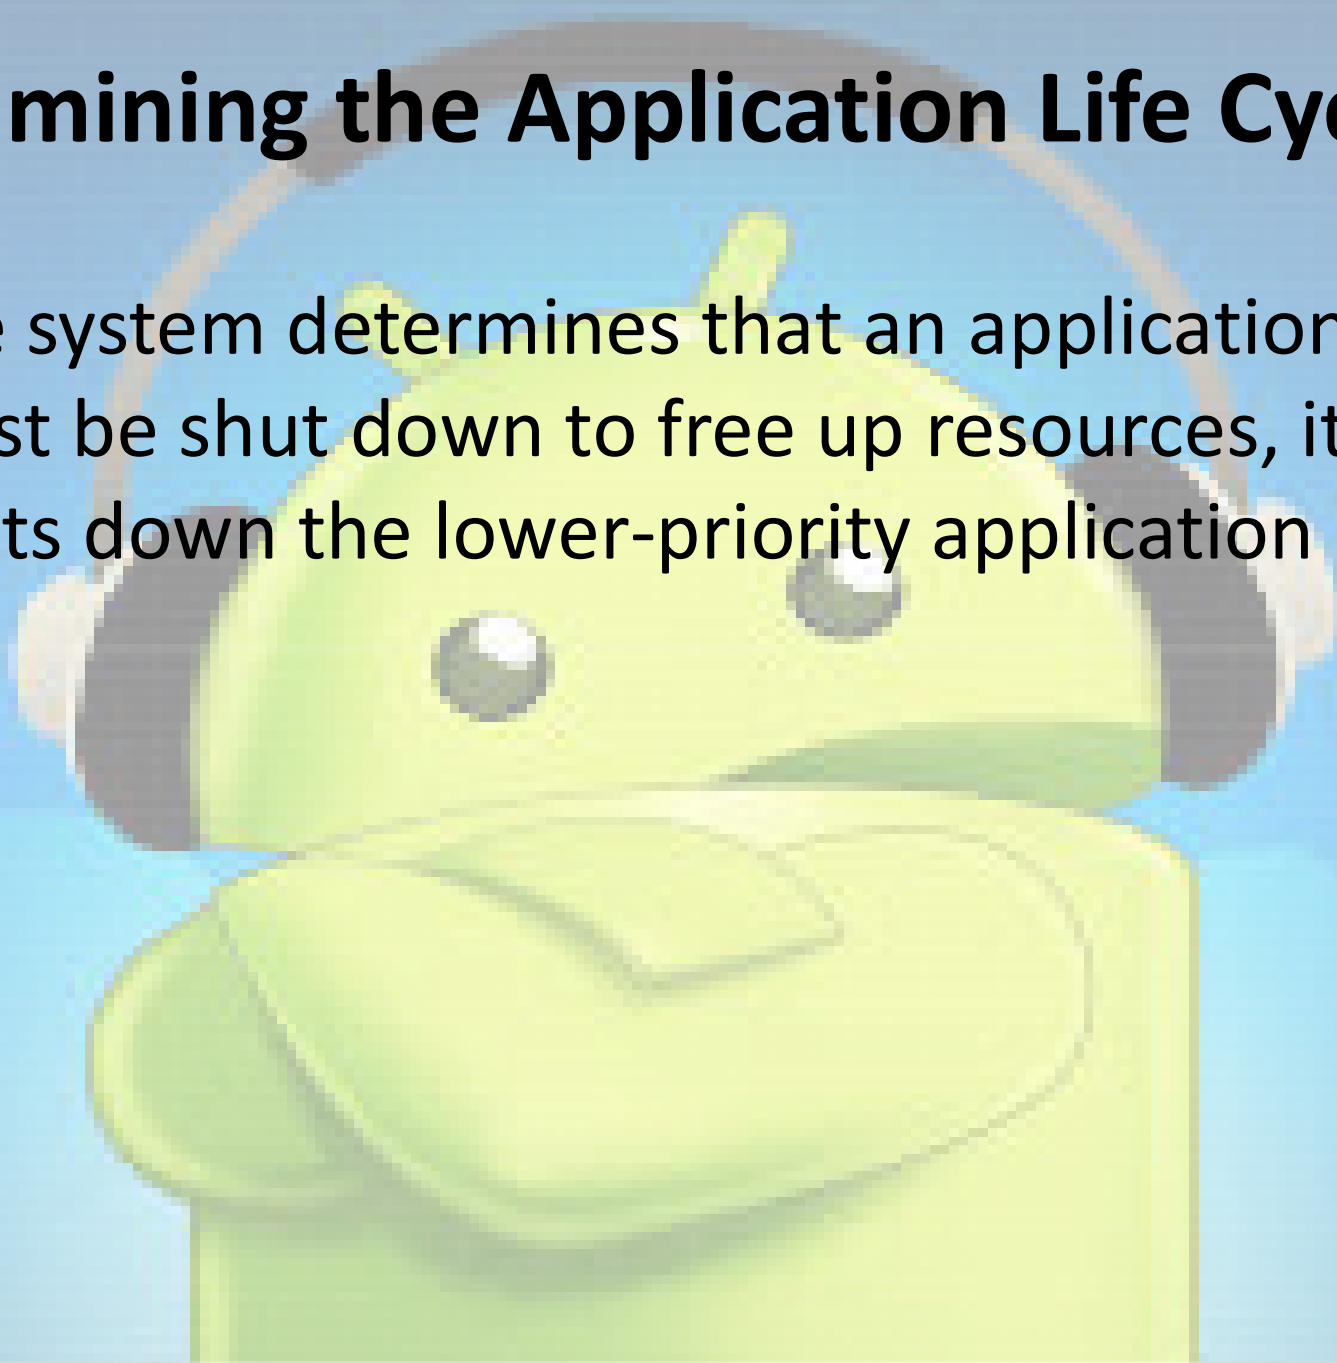 mining the Application Life Cyc
e system determines that an application
st be shut down to free up resources, it
ts down the lower-priority application